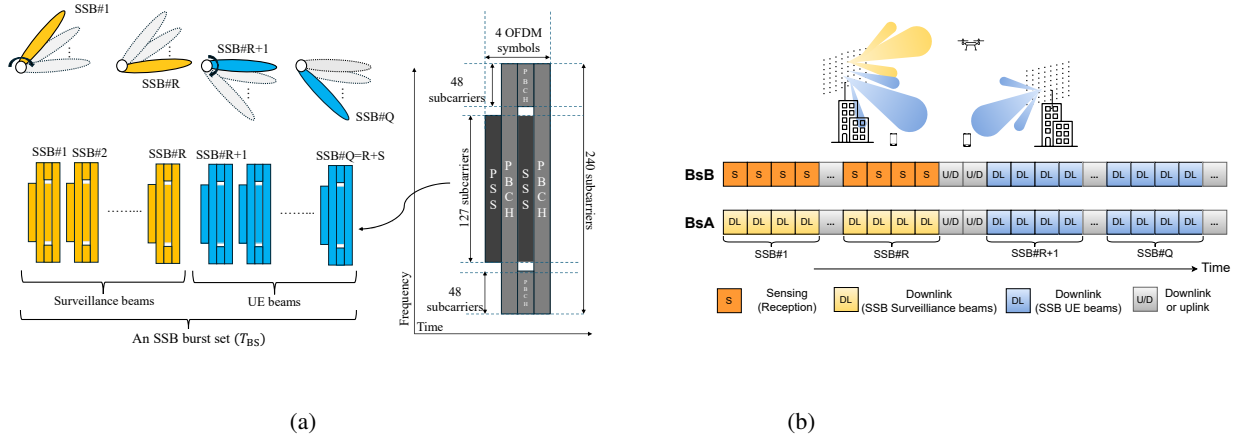 SSB#1
SSB#R
SSB#R+1
SSB#Q
SSB#1
SSB#2
SSB#R
SSB#R+1
SSB#Q=R+S
.........
.........
Surveillance beams
UE beams
An SSB burst set (T_BS)
4 OFDM
symbols
48
subcarriers
127 subcarriers
48
subcarriers
240 subcarriers
PSS
PBCH
PBCH
SSS
PBCH
PBCH
Frequency
Time
(a)
BsB
S S S S ... S S S S U/D U/D DL DL DL DL ... DL DL DL DL ...
BsA
DL DL DL DL ... DL DL DL DL U/D U/D DL DL DL DL ... DL DL DL DL ...
SSB#1
SSB#R
SSB#R+1
SSB#Q
Time
S
Sensing
(Reception)
DL
Downlink
(SSB Surveillance beams)
DL
Downlink
(SSB UE beams)
U/D
Downlink
or uplink
(b)